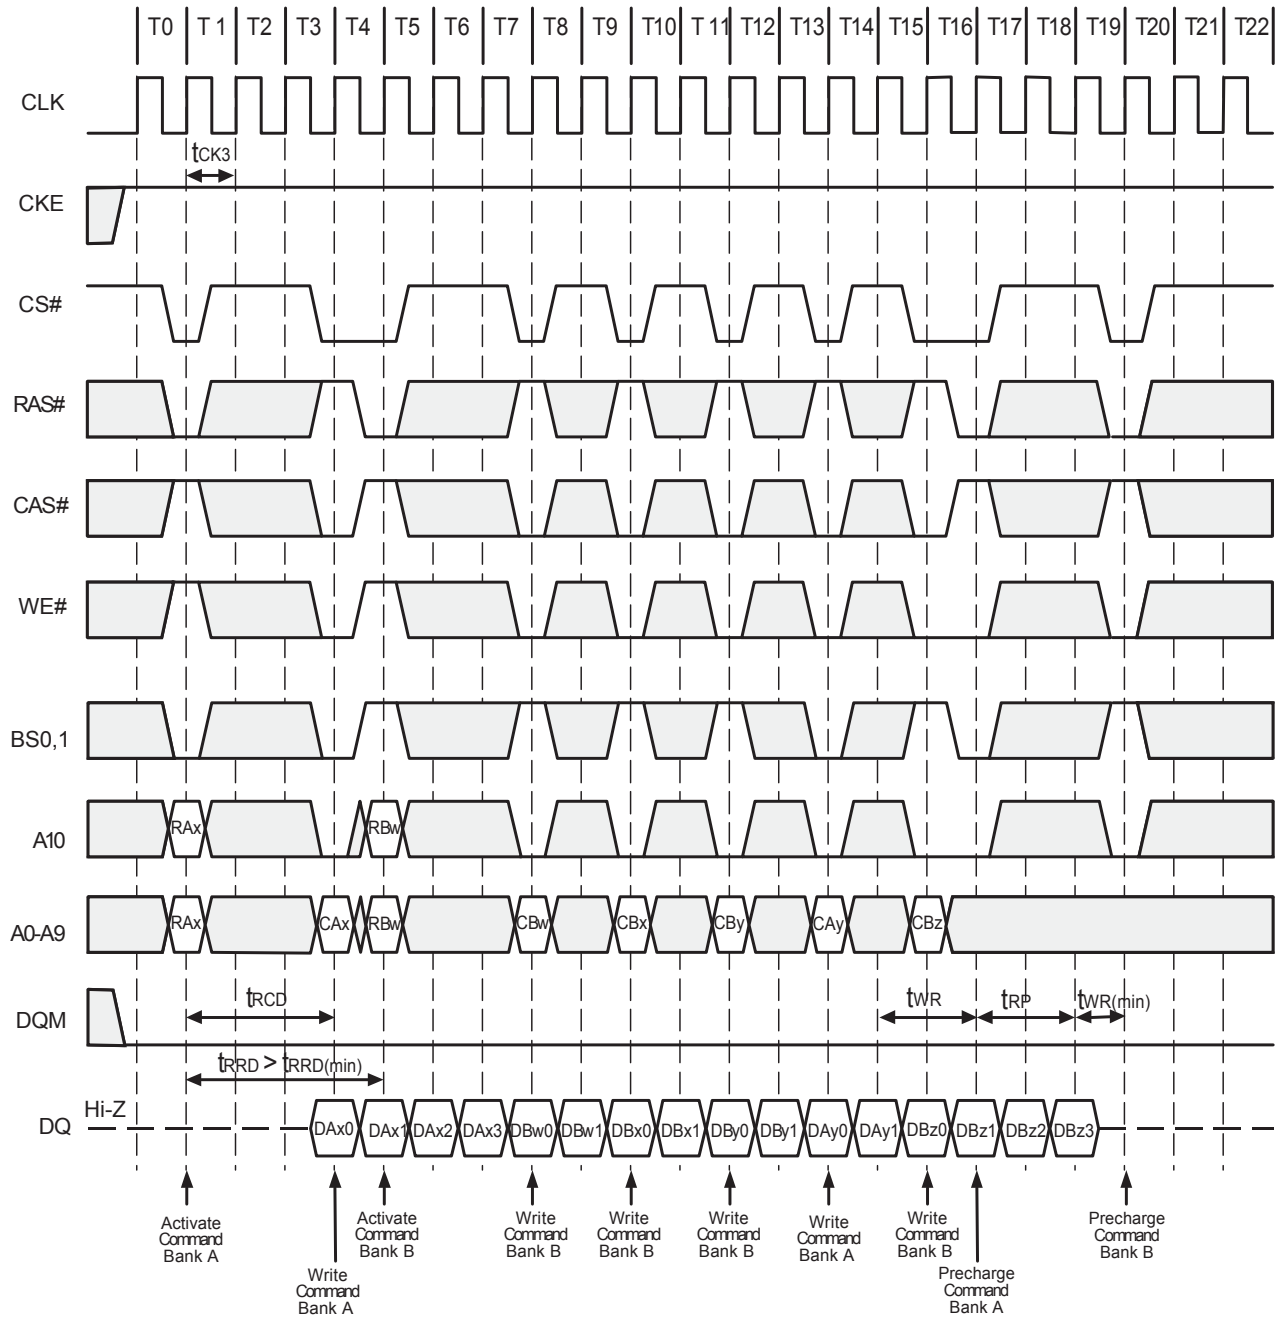 T0 T 1 T2 T3 T4 T5 T6 T7 T8 T9 T10 T 11 T12 T13 T14 T15 T16 T17 T18 T19 T20 T21 T22
CLK
tCK3
CKE
CS#
RAS#
CAS#
WE#
BS0,1
A10 RAx RBw
A0-A9 RAx CAx RBw CBw CBx CBy CAy CBz
DQM tRCD tWR tRP tWR(min)
tRRD > tRRD(min)
Hi-Z
DQ DAx0 DAx1 DAx2 DAx3 DBw0 DBw1 DBx0 DBx1 DBy0 DBy1 DAy0 DAy1 DBz0 DBz1 DBz2 DBz3
Activate
Command
Bank A
Write
Command
Bank A
Activate
Command
Bank B
Write
Command
Bank B
Write
Command
Bank B
Write
Command
Bank B
Write
Command
Bank A
Write
Command
Bank B
Precharge
Command
Bank A
Precharge
Command
Bank B